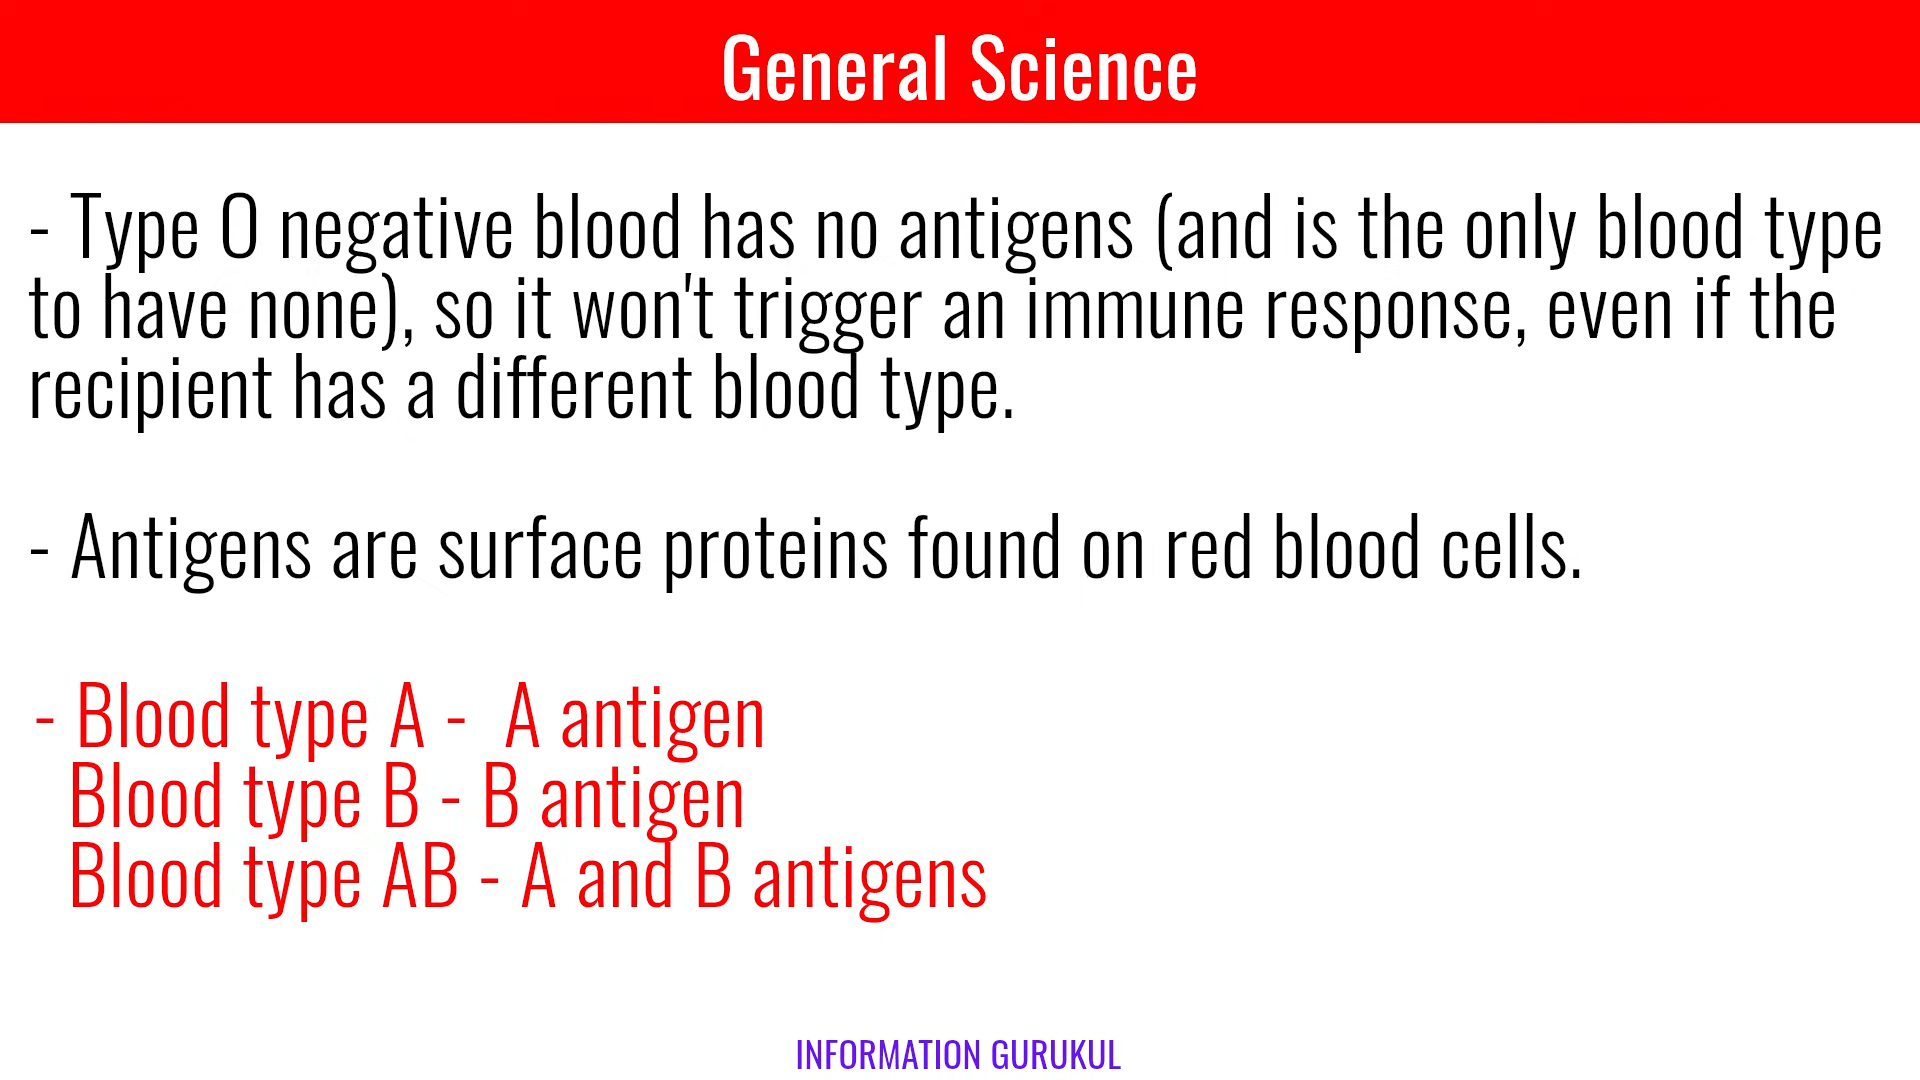 General Science
- Type O negative blood has no antigens (and is the only blood type
to have none), so it won't trigger an immune response, even if the
recipient has a different blood type.
- Antigens are surface proteins found on red blood cells.
- Blood type A - A antigen
Blood type B - B antigen
Blood type AB - A and B antigens
INFORMATION GURUKUL